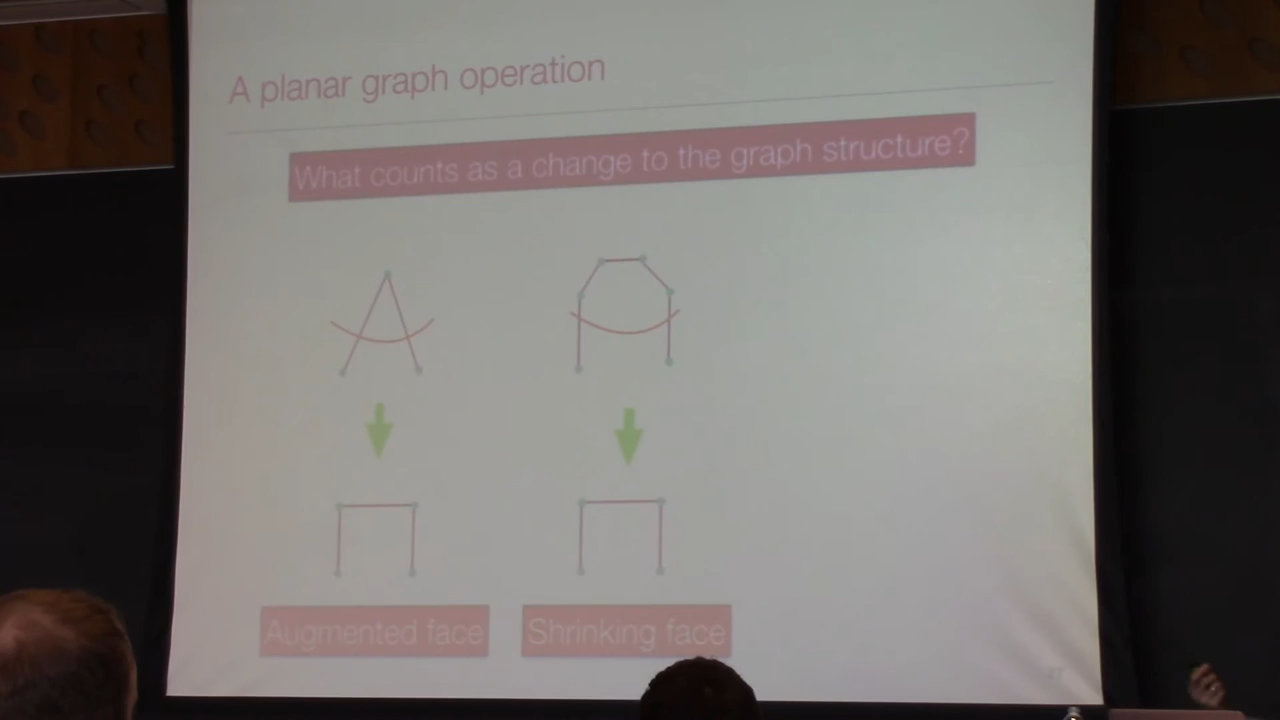 A planar graph operation
What counts as a change to the graph structure?
Augmented face
Shrinking face